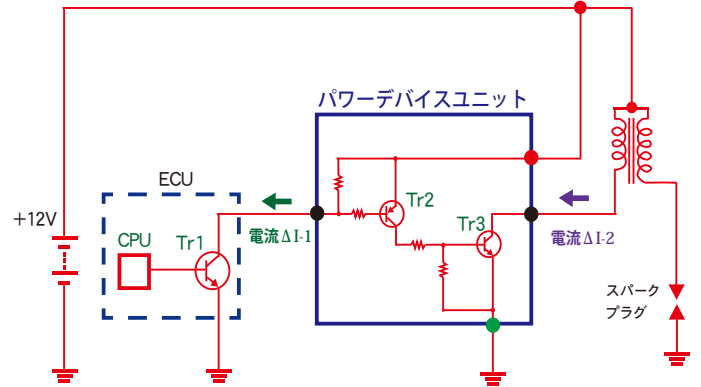 パワーデバイスユニット
ECU
+12V
CPU
Tr1
電流ΔI-1
Tr2
Tr3
電流ΔI-2
スパーク
プラグ